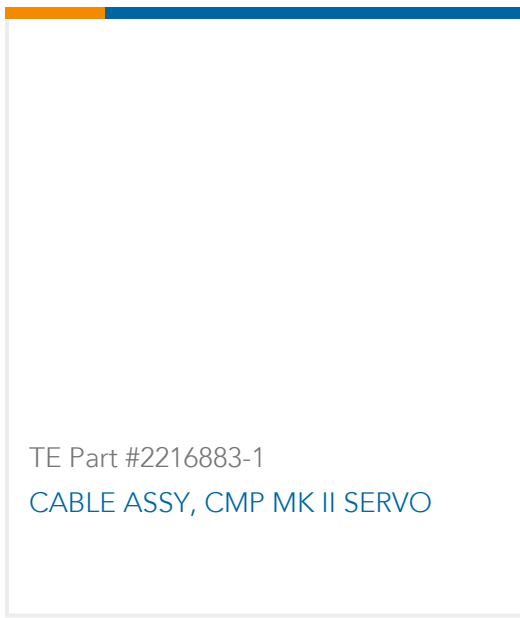 TE Part #2216883-1
CABLE ASSY, CMP MK II SERVO